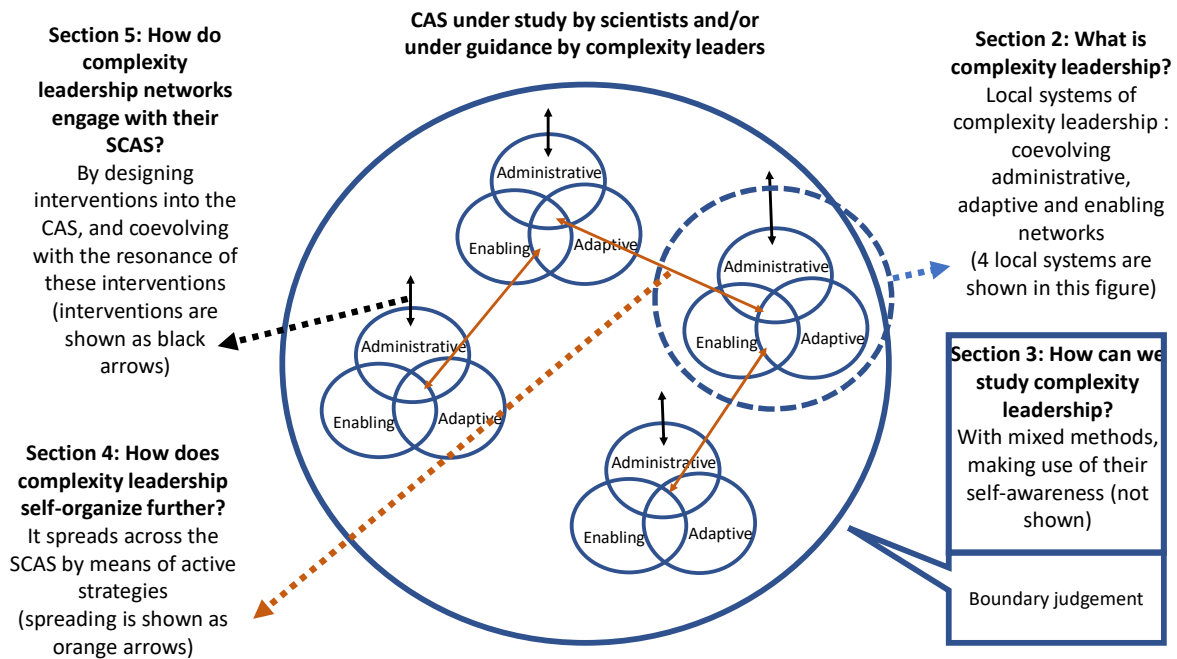 CAS under study by scientists and/or
under guidance by complexity leaders
Section 5: How do
complexity
leadership networks
engage with their
SCAS?
By designing
interventions into the
CAS, and coevolving
with the resonance of
these interventions
(interventions are
shown as black
arrows)
Section 4: How does
complexity leadership
self-organize further?
It spreads across the
SCAS by means of active
strategies
(spreading is shown as
orange arrows)
Administrative
Enabling
Adaptive
Administrative
Enabling
Adaptive
Administrative
Enabling
Adaptive
Administrative
Enabling
Adaptive
Section 2: What is
complexity leadership?
Local systems of
complexity leadership :
coevolving
administrative,
adaptive and enabling
networks
(4 local systems are
shown in this figure)
Section 3: How can we
study complexity
leadership?
With mixed methods,
making use of their
self-awareness (not
shown)
Boundary judgement